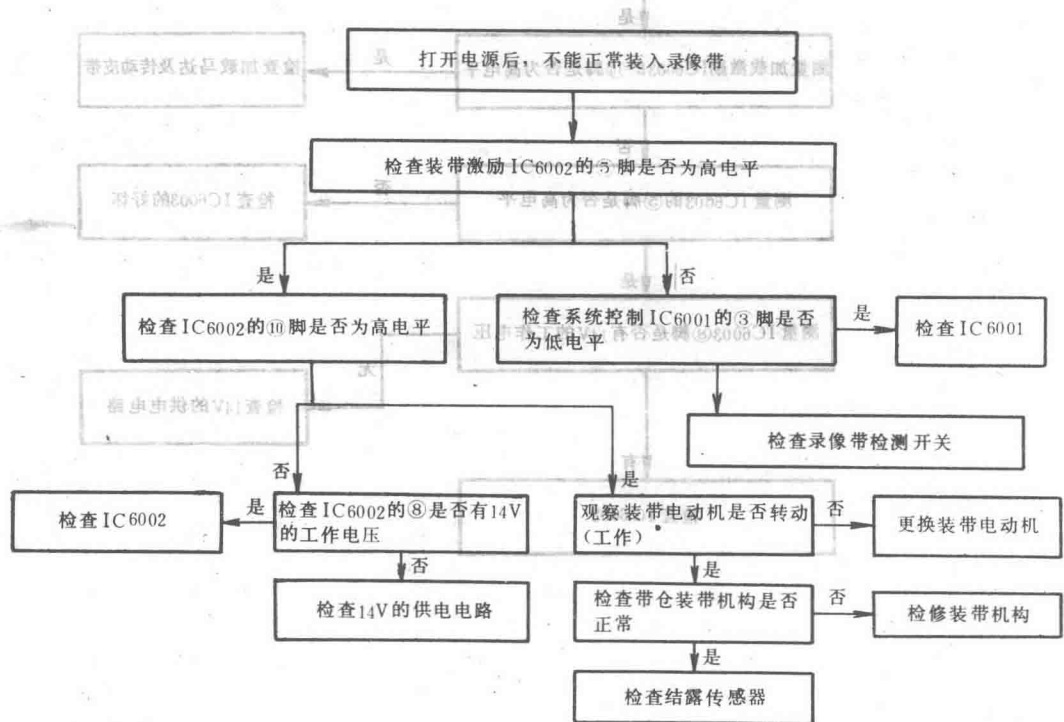 打开电源后，不能正常装入录像带
检查装带激励IC6002的5脚是否为高电平
是
否
检查IC6002的⑩脚是否为高电平
检查系统控制IC6001的③脚是否
为低电平
是
检查IC6001
检查录像带检测开关
否
是
检查IC6002
是
检查IC6002的⑧是否有14V
的工作电压
观察装带电动机是否转动
（工作）
否
更换装带电动机
否
是
检查14V的供电电路
检查带仓装带机构是否
正常
否
检修装带机构
是
检查结露传感器